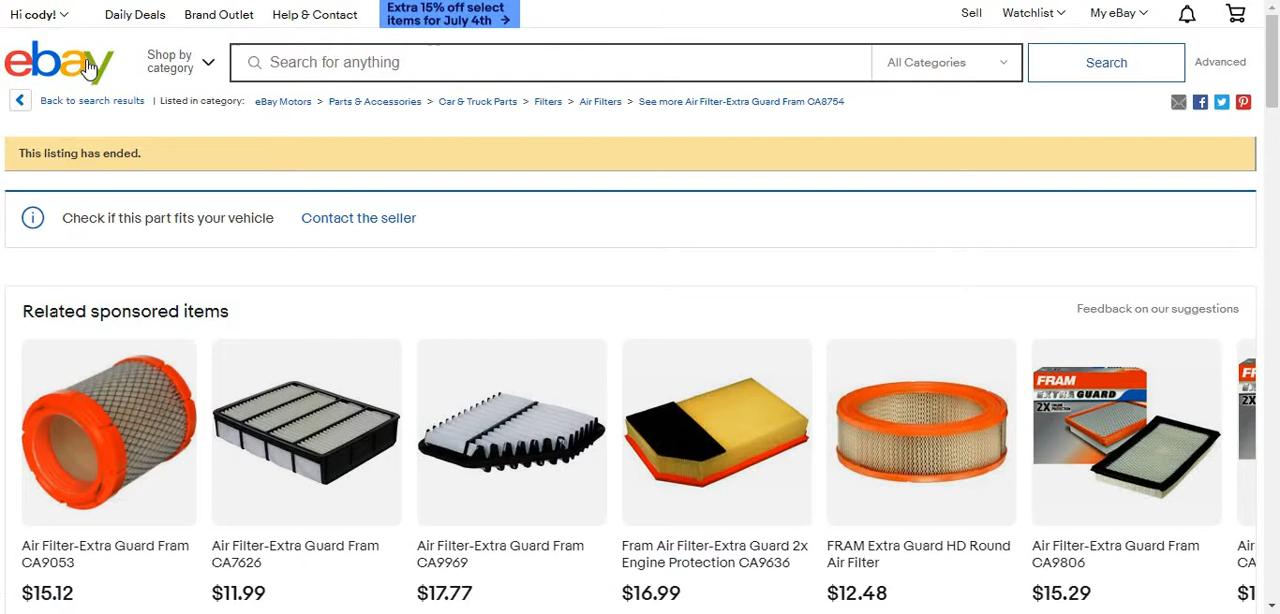 Hi cody!
Daily Deals
Brand Outlet
Help & Contact
Extra 15% off select
items for July 4th →
Sell
Watchlist
My eBay
ebay
Shop by
category
Search for anything
All Categories
Search
Advanced
Back to search results | Listed in category: eBay Motors > Parts & Accessories > Car & Truck Parts > Filters > Air Filters > See more Air Filter-Extra Guard Fram CA8754
This listing has ended.
Check if this part fits your vehicle
Contact the seller
Related sponsored items
Feedback on our suggestions
FRAM
EXTRA GUARD
2X
Air Filter-Extra Guard Fram
CA9053
$15.12
Air Filter-Extra Guard Fram
CA7626
$11.99
Air Filter-Extra Guard Fram
CA9969
$17.77
Fram Air Filter-Extra Guard 2x
Engine Protection CA9636
$16.99
FRAM Extra Guard HD Round
Air Filter
$12.48
Air Filter-Extra Guard Fram
CA9806
$15.29
Air
CA
$1